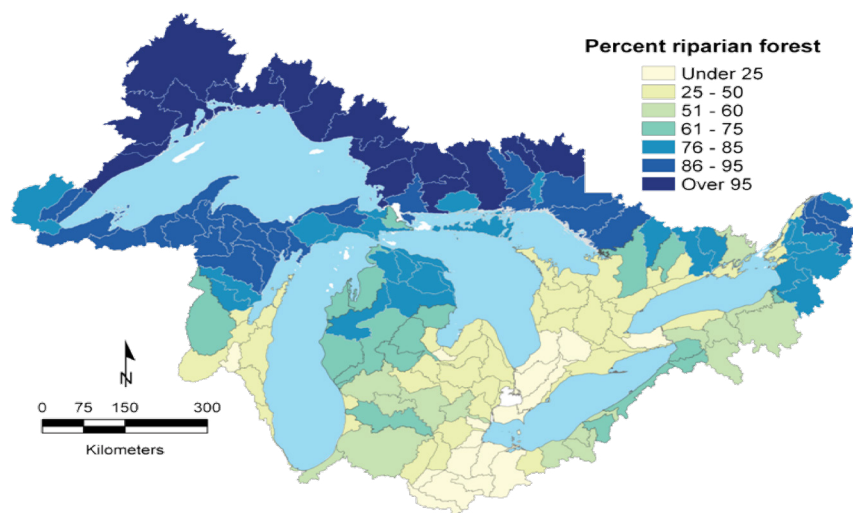 Percent riparian forest
Under 25
25 - 50
51 - 60
61 - 75
76 - 85
86 - 95
Over 95
N
0 75 150 300
Kilometers